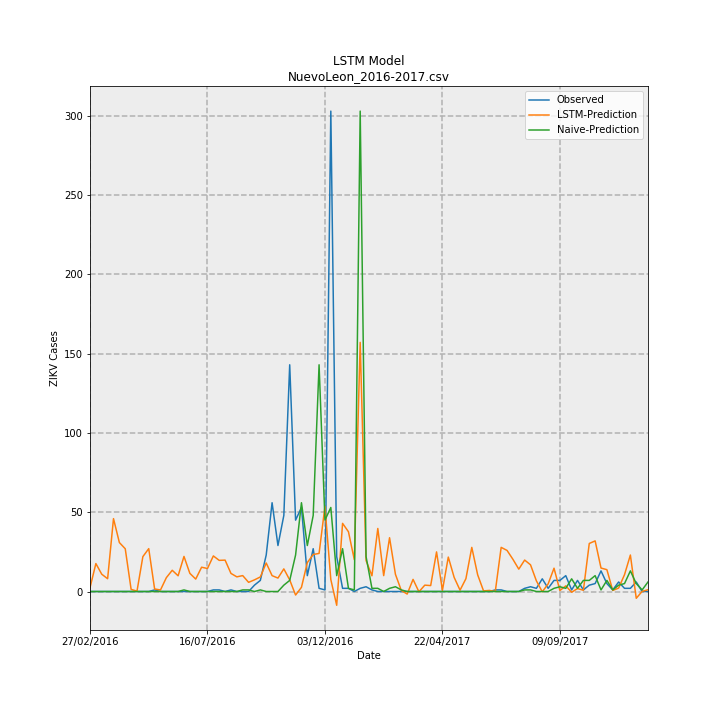 LSTM Model
NuevoLeon_2016-2017.csv
Observed
LSTM-Prediction
Naive-Prediction
300
250
200
150
100
50
0
ZIKV Cases
27/02/2016
16/07/2016
03/12/2016
22/04/2017
09/09/2017
Date